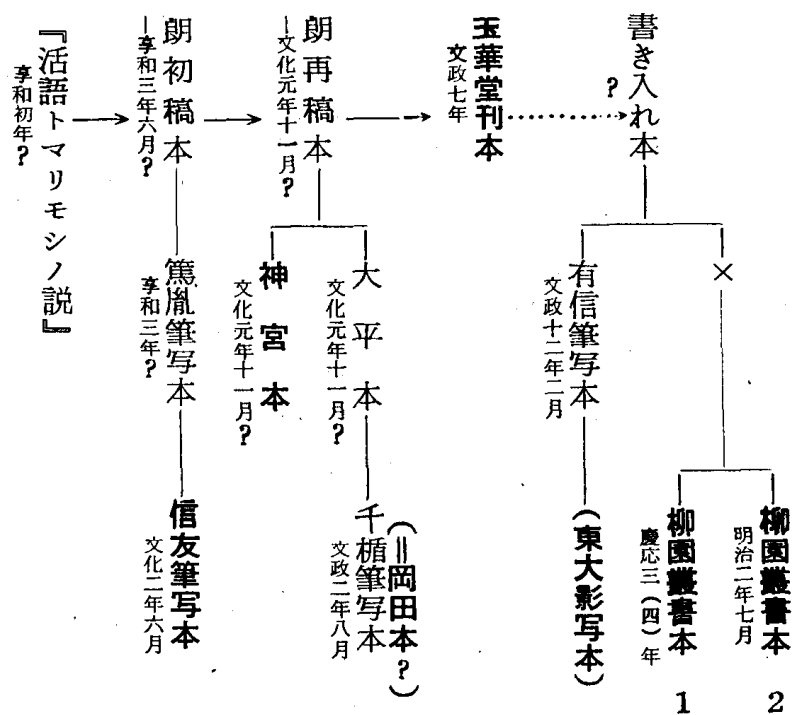 『活語トマリモシノ説』
享和初年?
朗初稿本
―享和三年六月?
朗再稿本
―文化元年十一月?
玉華堂刊本
文政七年
書き入れ本
?
篤胤筆写本
享和三年?
神宮本
文化元年十一月?
大平本
文化元年十一月?
有信筆写本
文政十二年二月
×
信友筆写本
文化二年六月
千楯筆写本
文政二年八月
(=岡田本?)
(東大影写本)
柳園叢書本 1
慶応三(四)年
柳園叢書本 2
明治二年七月